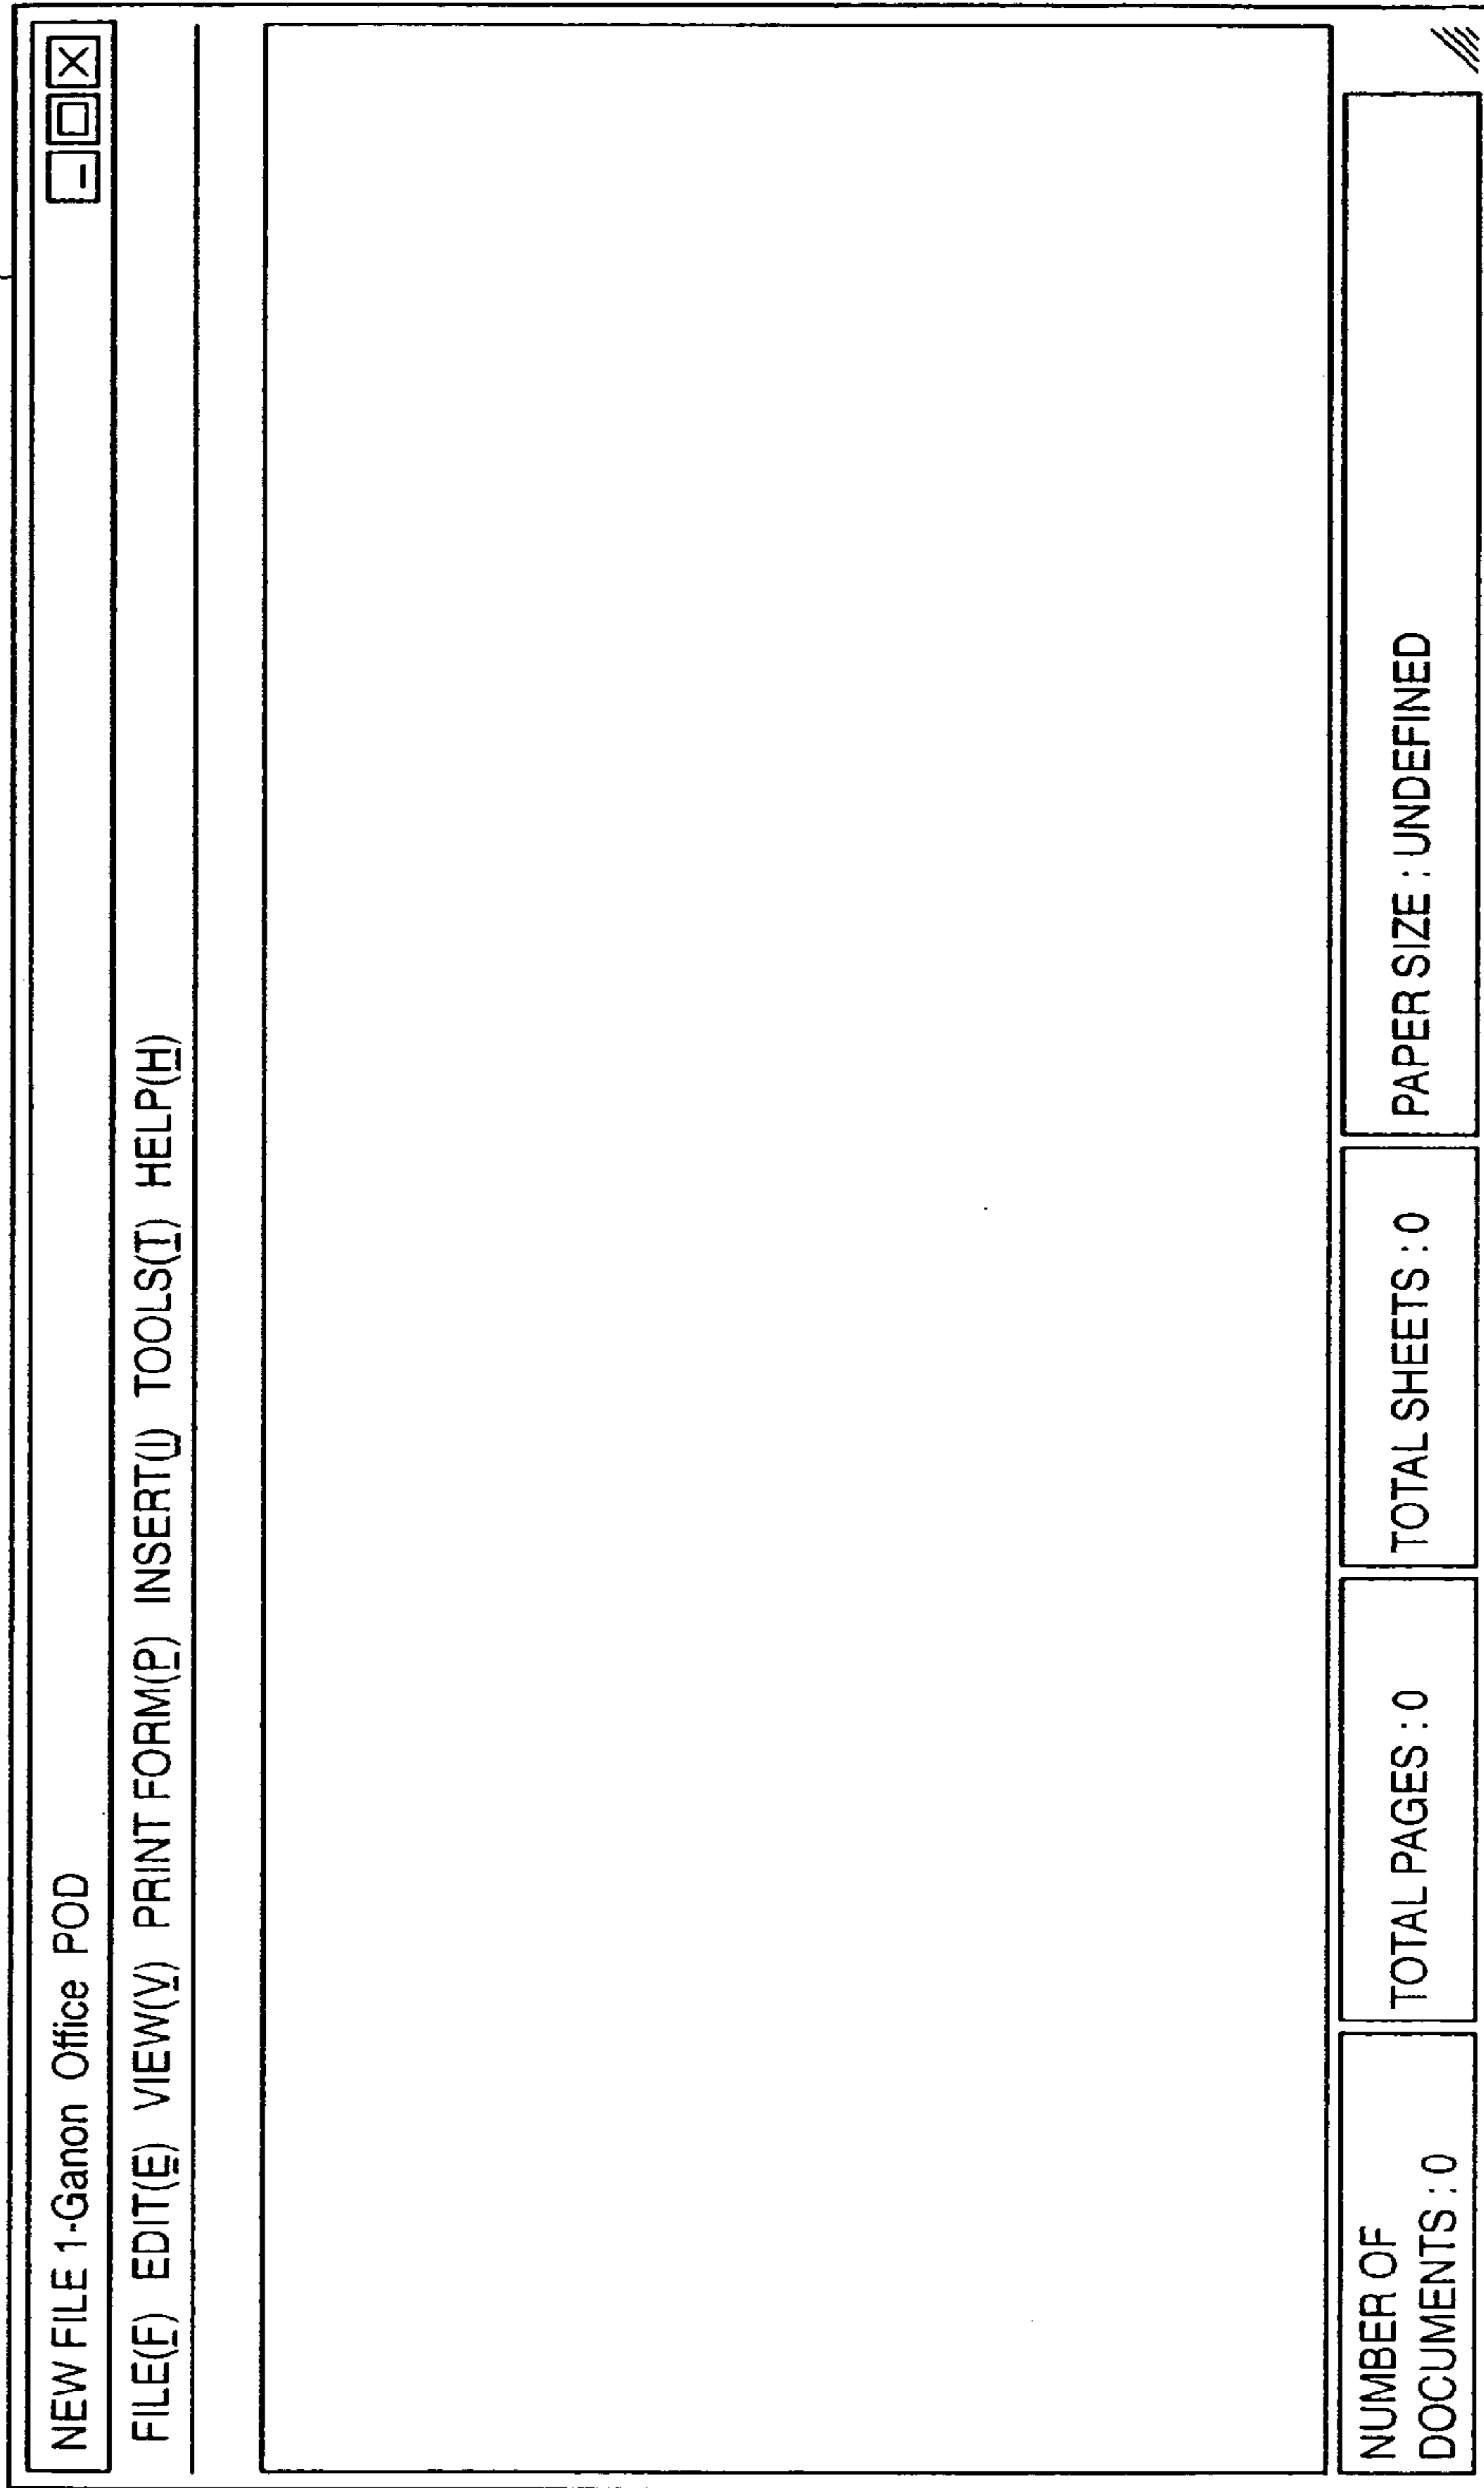 NEW FILE 1-Ganon Office POD
FILE(F) EDIT(E) VIEW(V) PRINT FORM(P) INSERT(I) TOOLS(T) HELP(H)
NUMBER OF
DOCUMENTS : 0
TOTAL PAGES : 0
TOTAL SHEETS : 0
PAPER SIZE : UNDEFINED